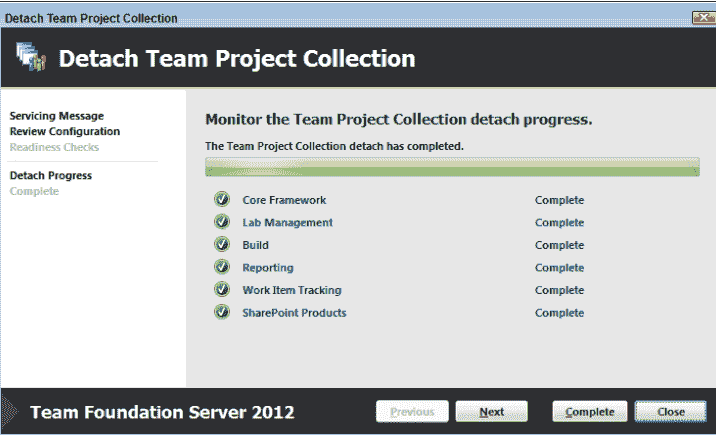 Detach Team Project Collection
Detach Team Project Collection
Servicing Message
Review Configuration
Readiness Checks
Detach Progress
Complete
Monitor the Team Project Collection detach progress.
The Team Project Collection detach has completed.
Core Framework Complete
Lab Management Complete
Build Complete
Reporting Complete
Work Item Tracking Complete
SharePoint Products Complete
Team Foundation Server 2012
Previous Next Complete Close